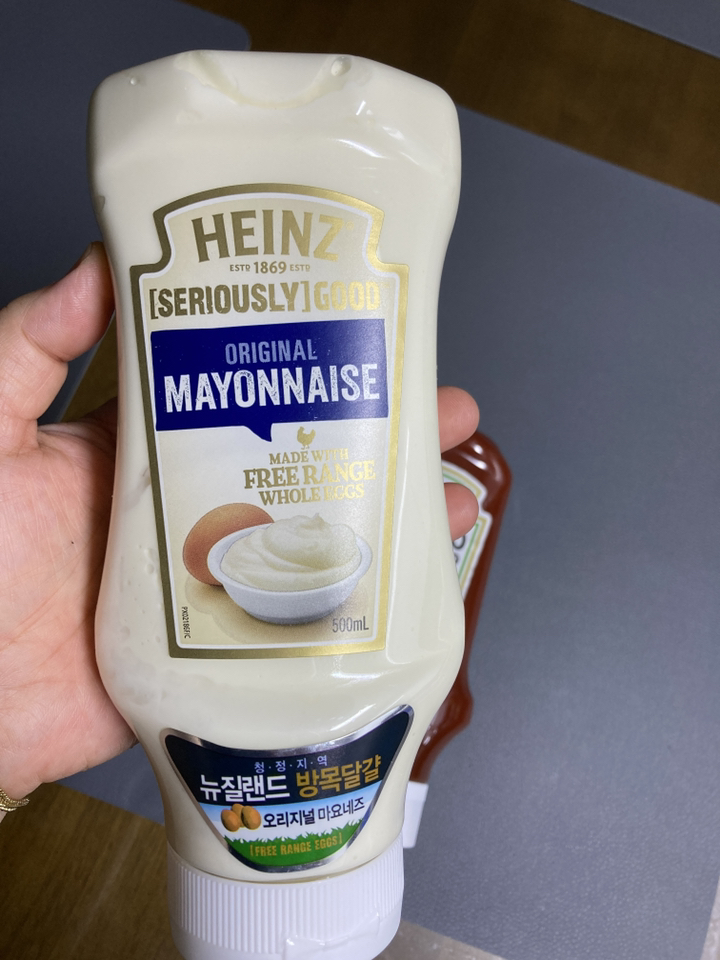 HEINZ
ESTD 1869 ESTD
[SERIOUSLY] GOOD
ORIGINAL
MAYONNAISE
MADE WITH
FREE RANGE
WHOLE EGGS
500mL
청·정·지·역
뉴질랜드 방목달걀
오리지널 마요네즈
[FREE RANGE EGGS]